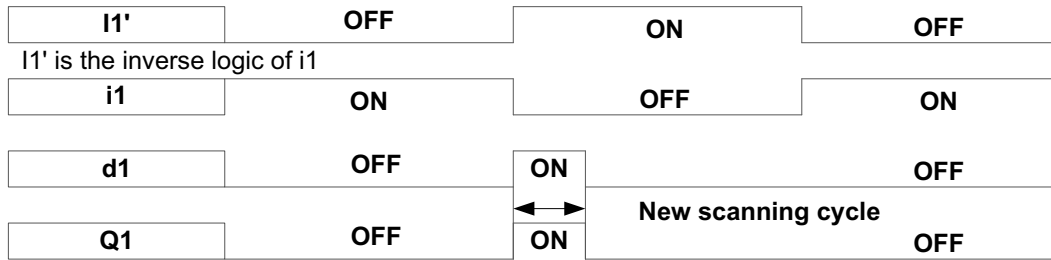 I1' OFF ON OFF
I1' is the inverse logic of i1
i1 ON OFF ON
d1 OFF ON OFF
New scanning cycle
Q1 OFF ON OFF